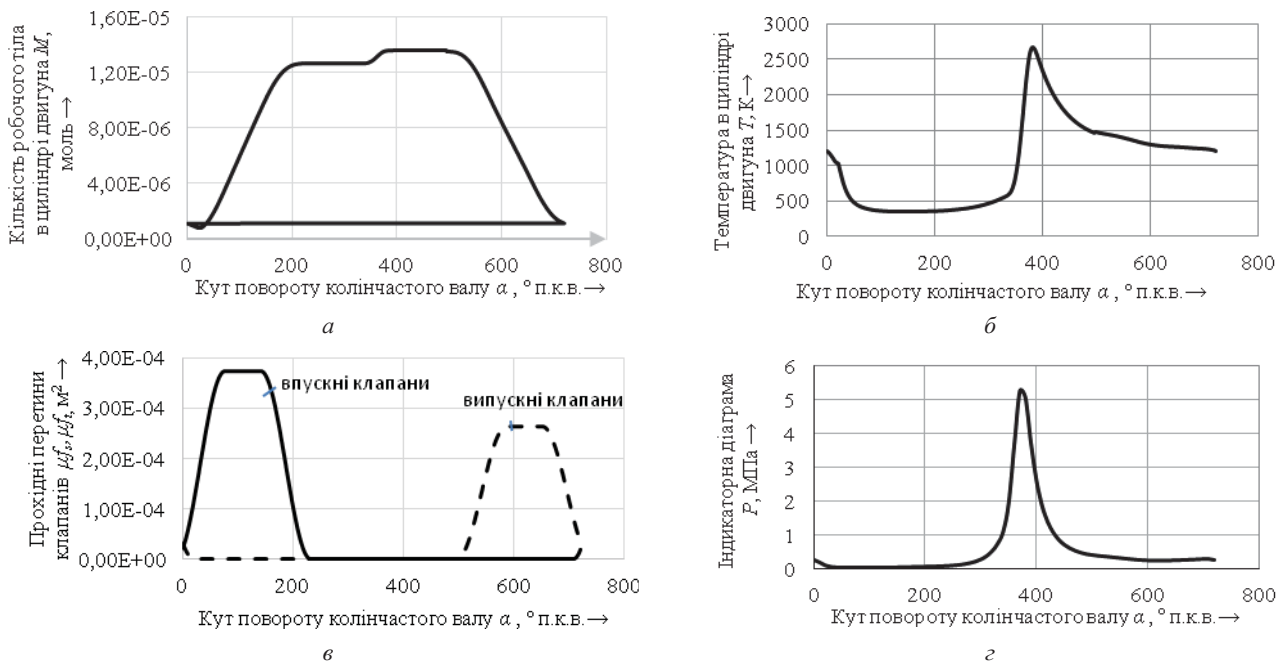 Кількість робочого тіла
в циліндрі двигуна M,
моль →
1,60E-05
1,20E-05
8,00E-06
4,00E-06
0,00E+00
0 200 400 600 800
Кут повороту колінчастого валу α , ° п.к.в.→
а
Температура в циліндрі
двигуна T, K→
3000
2500
2000
1500
1000
500
0
0 200 400 600 800
Кут повороту колінчастого валу α , ° п.к.в.→
б
Прохідні перетини
клапанів μfs, μft, м² →
4,00E-04
3,00E-04
2,00E-04
1,00E-04
0,00E+00
впускні клапани
випускні клапани
0 200 400 600 800
Кут повороту колінчастого валу α , ° п.к.в.→
в
Індикаторна діаграма
P, МПа→
6
5
4
3
2
1
0
0 200 400 600 800
Кут повороту колінчастого валу α , ° п.к.в.→
г